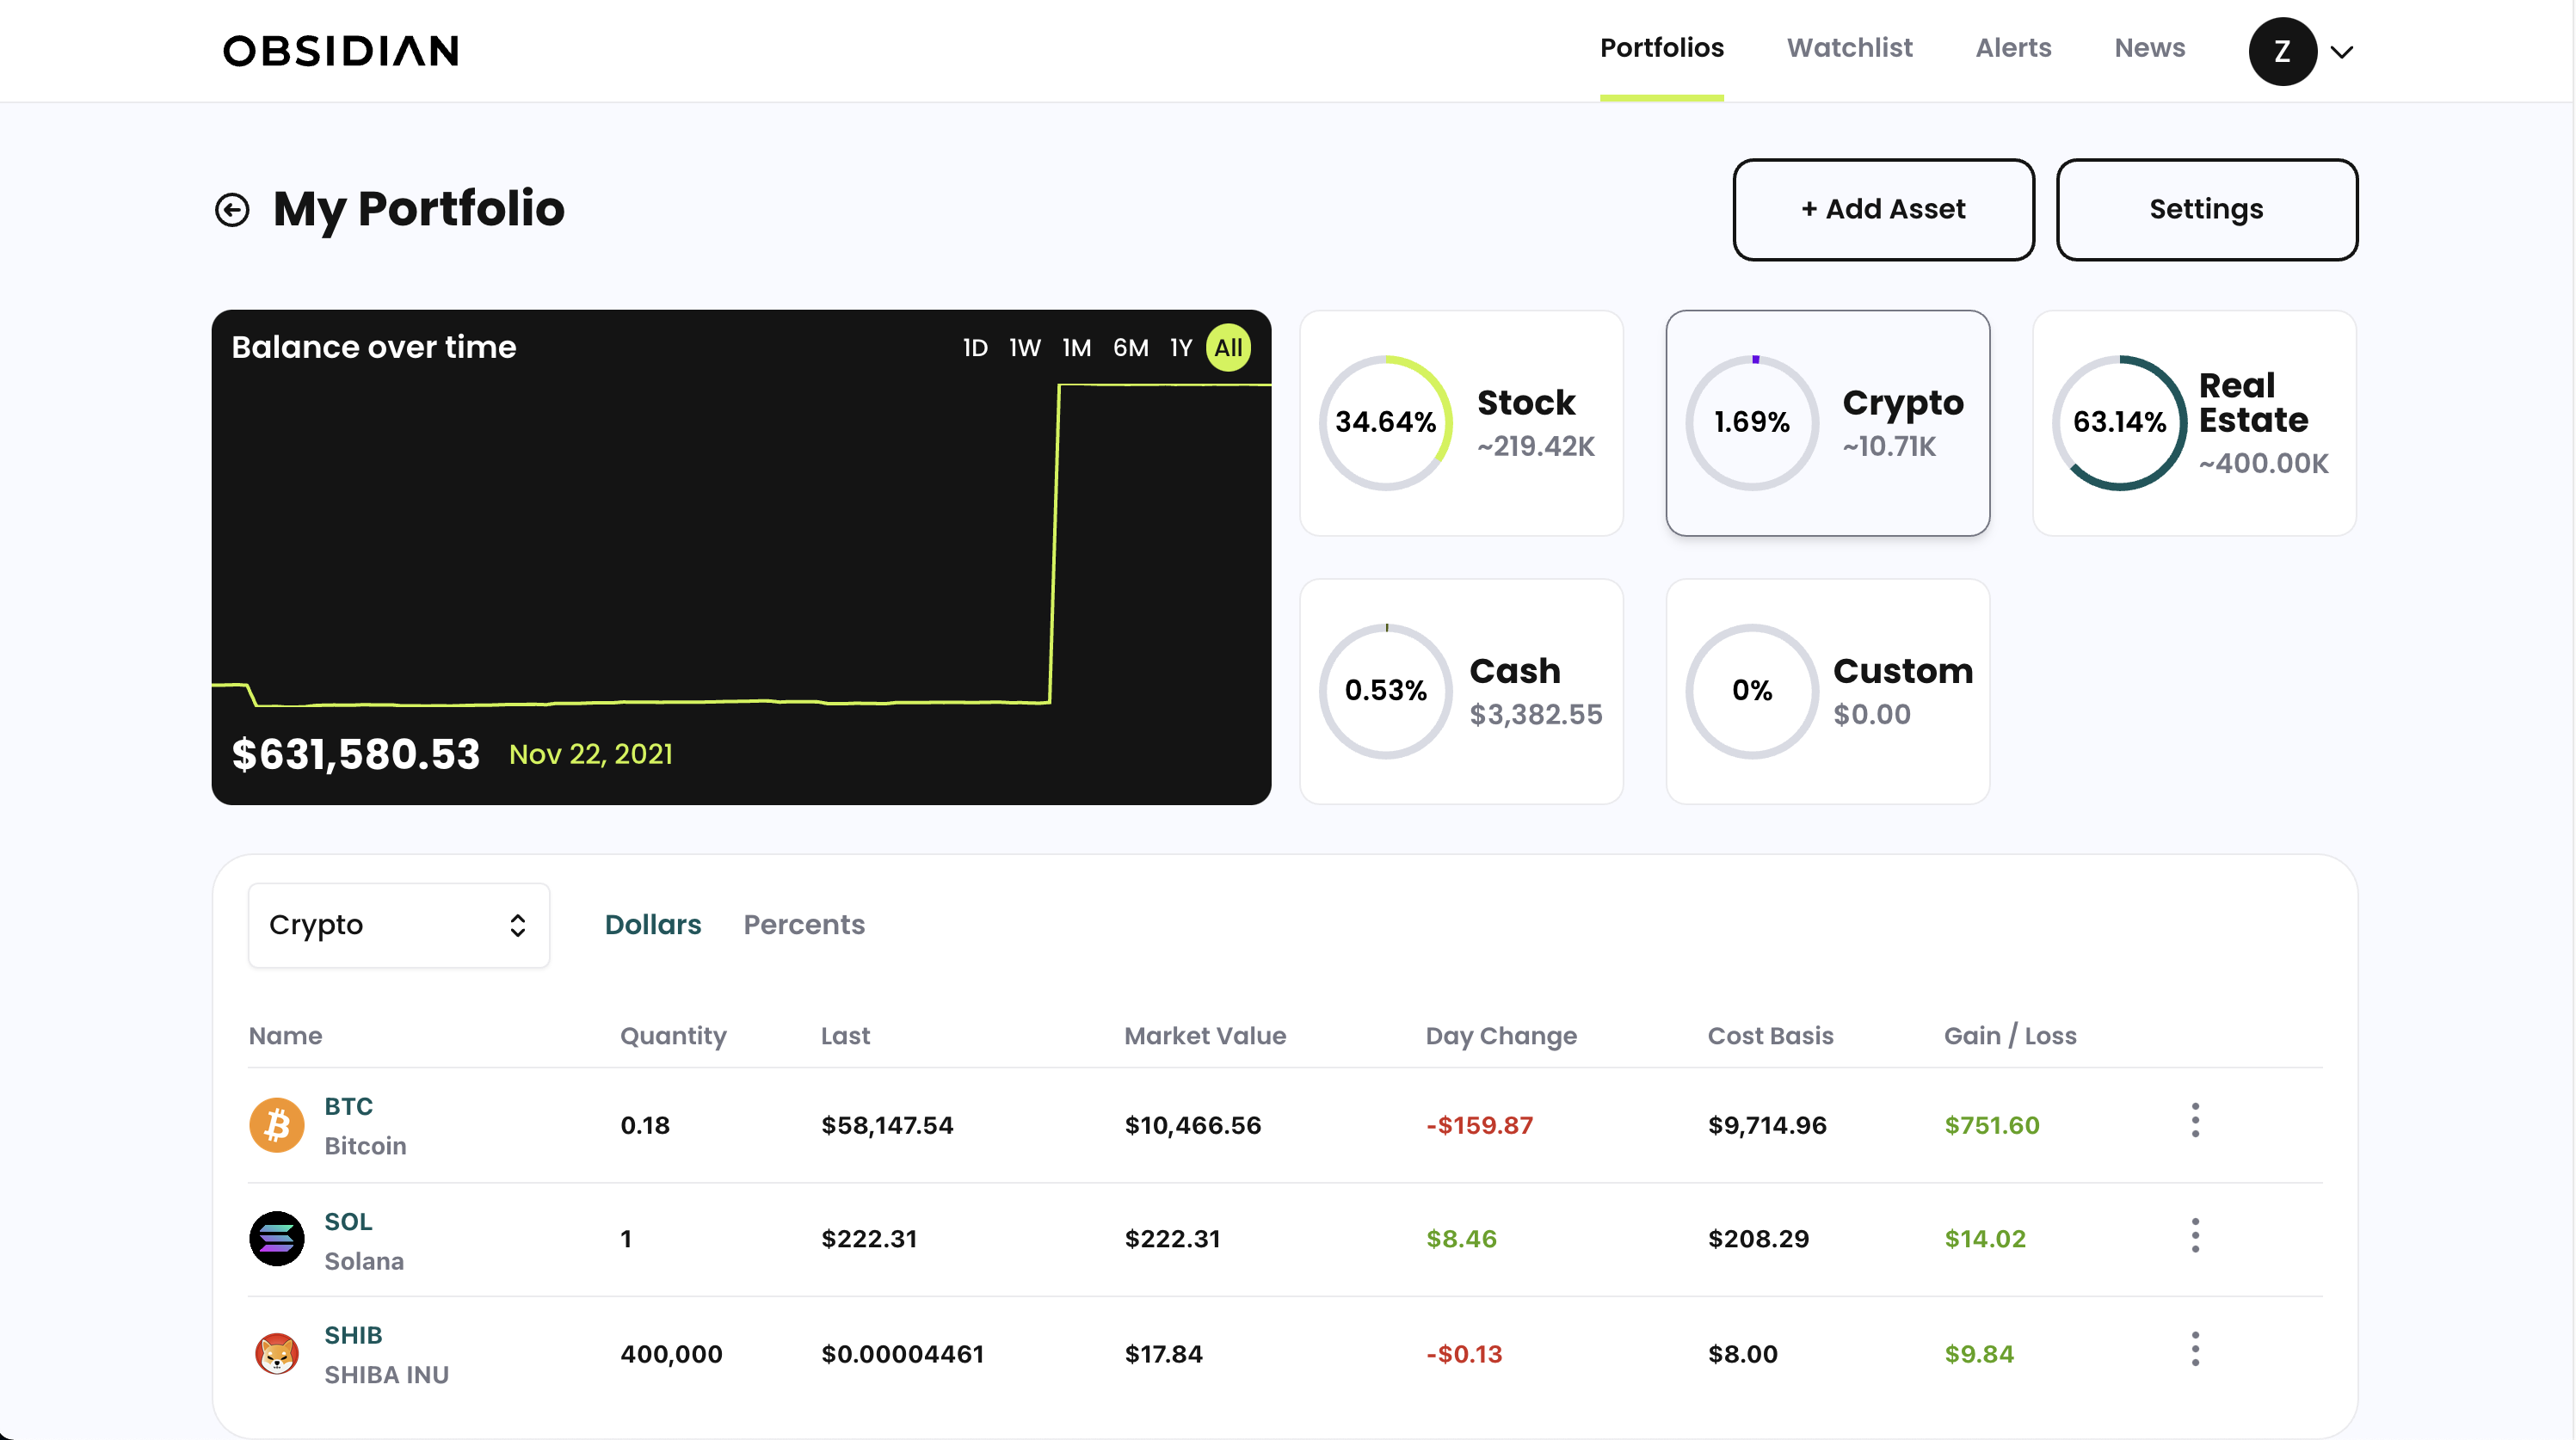 OBSIDIAN
Portfolios Watchlist Alerts News Z
My Portfolio
+ Add Asset Settings
Balance over time
1D 1W 1M 6M 1Y All
$631,580.53 Nov 22, 2021
34.64%
Stock
~219.42K
1.69%
Crypto
~10.71K
63.14%
Real
Estate
~400.00K
0.53%
Cash
$3,382.55
0%
Custom
$0.00
Crypto Dollars Percents
Name Quantity Last Market Value Day Change Cost Basis Gain / Loss
BTC
Bitcoin
0.18 $58,147.54 $10,466.56 -$159.87 $9,714.96 $751.60
SOL
Solana
1 $222.31 $222.31 $8.46 $208.29 $14.02
SHIB
SHIBA INU
400,000 $0.00004461 $17.84 -$0.13 $8.00 $9.84